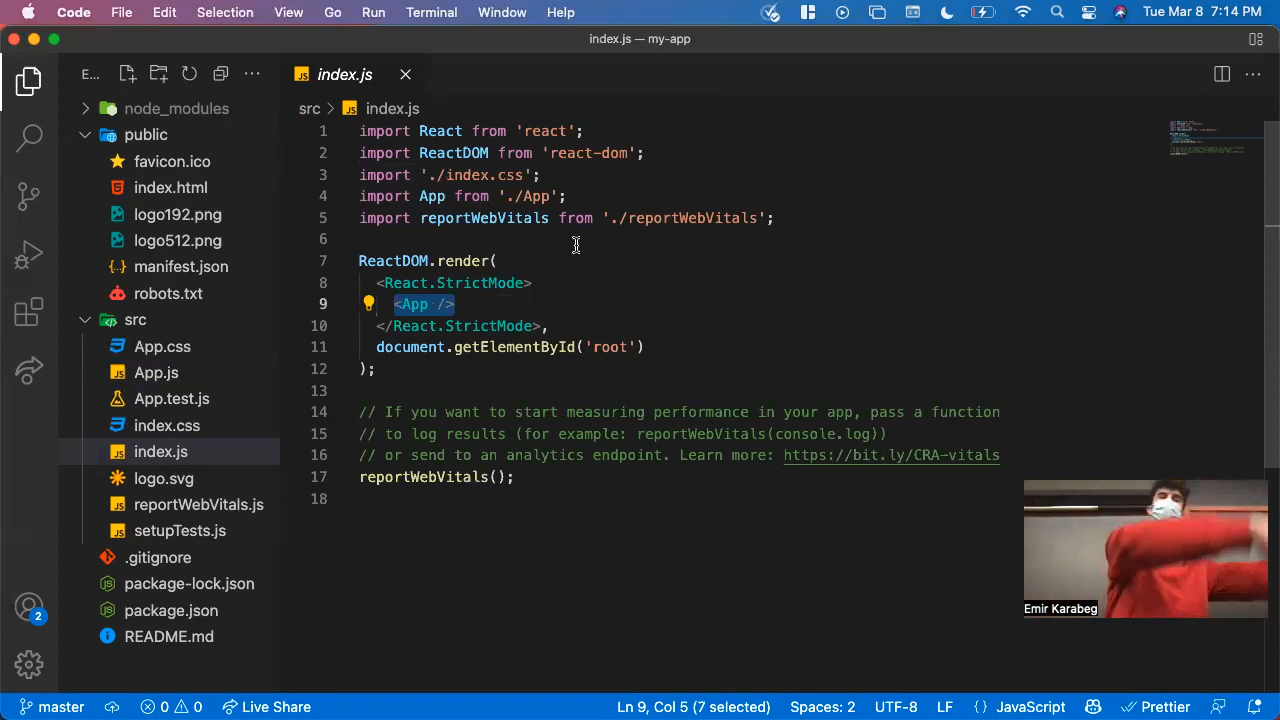 Code File Edit Selection View Go Run Terminal Window Help Tue Mar 8 7:14 PM
index.js — my-app
E... index.js
node_modules
src index.js
public
favicon.ico
index.html
logo192.png
logo512.png
manifest.json
robots.txt
src
App.css
App.js
App.test.js
index.css
index.js
logo.svg
reportWebVitals.js
setupTests.js
.gitignore
package-lock.json
package.json
README.md
1 import React from 'react';
2 import ReactDOM from 'react-dom';
3 import './index.css';
4 import App from './App';
5 import reportWebVitals from './reportWebVitals';
6
7 ReactDOM.render(
8 <React.StrictMode>
9 <App />
10 </React.StrictMode>,
11 document.getElementById('root')
12 );
13
14 // If you want to start measuring performance in your app, pass a function
15 // to log results (for example: reportWebVitals(console.log))
16 // or send to an analytics endpoint. Learn more: https://bit.ly/CRA-vitals
17 reportWebVitals();
18
Emir Karabeg
2
master 0 0 Live Share Ln 9, Col 5 (7 selected) Spaces: 2 UTF-8 LF {} JavaScript Prettier